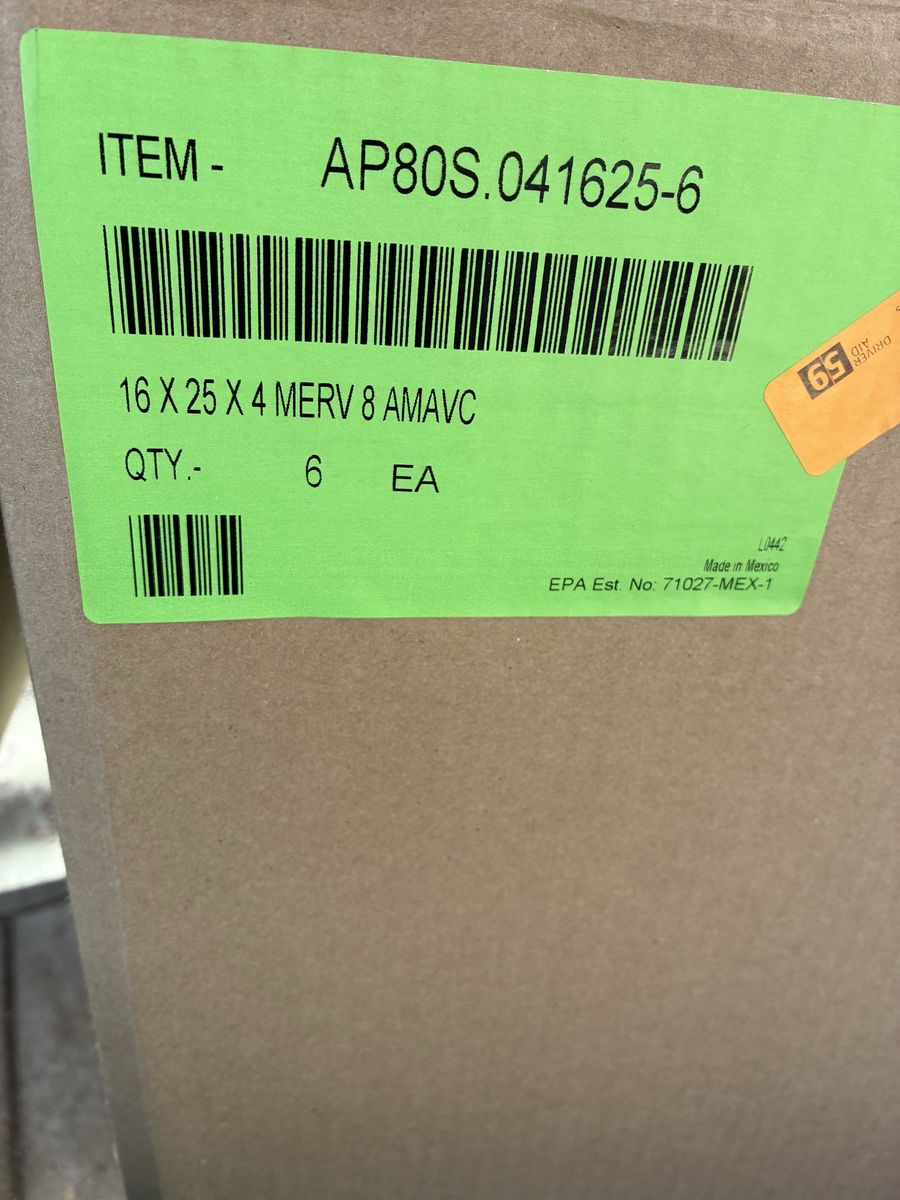 ITEM - AP80S.041625-6
16 X 25 X 4 MERV 8 AMAVC
QTY.- 6 EA
L0442
Made in Mexico
EPA Est. No: 71027-MEX-1
DRIVER
AID
59